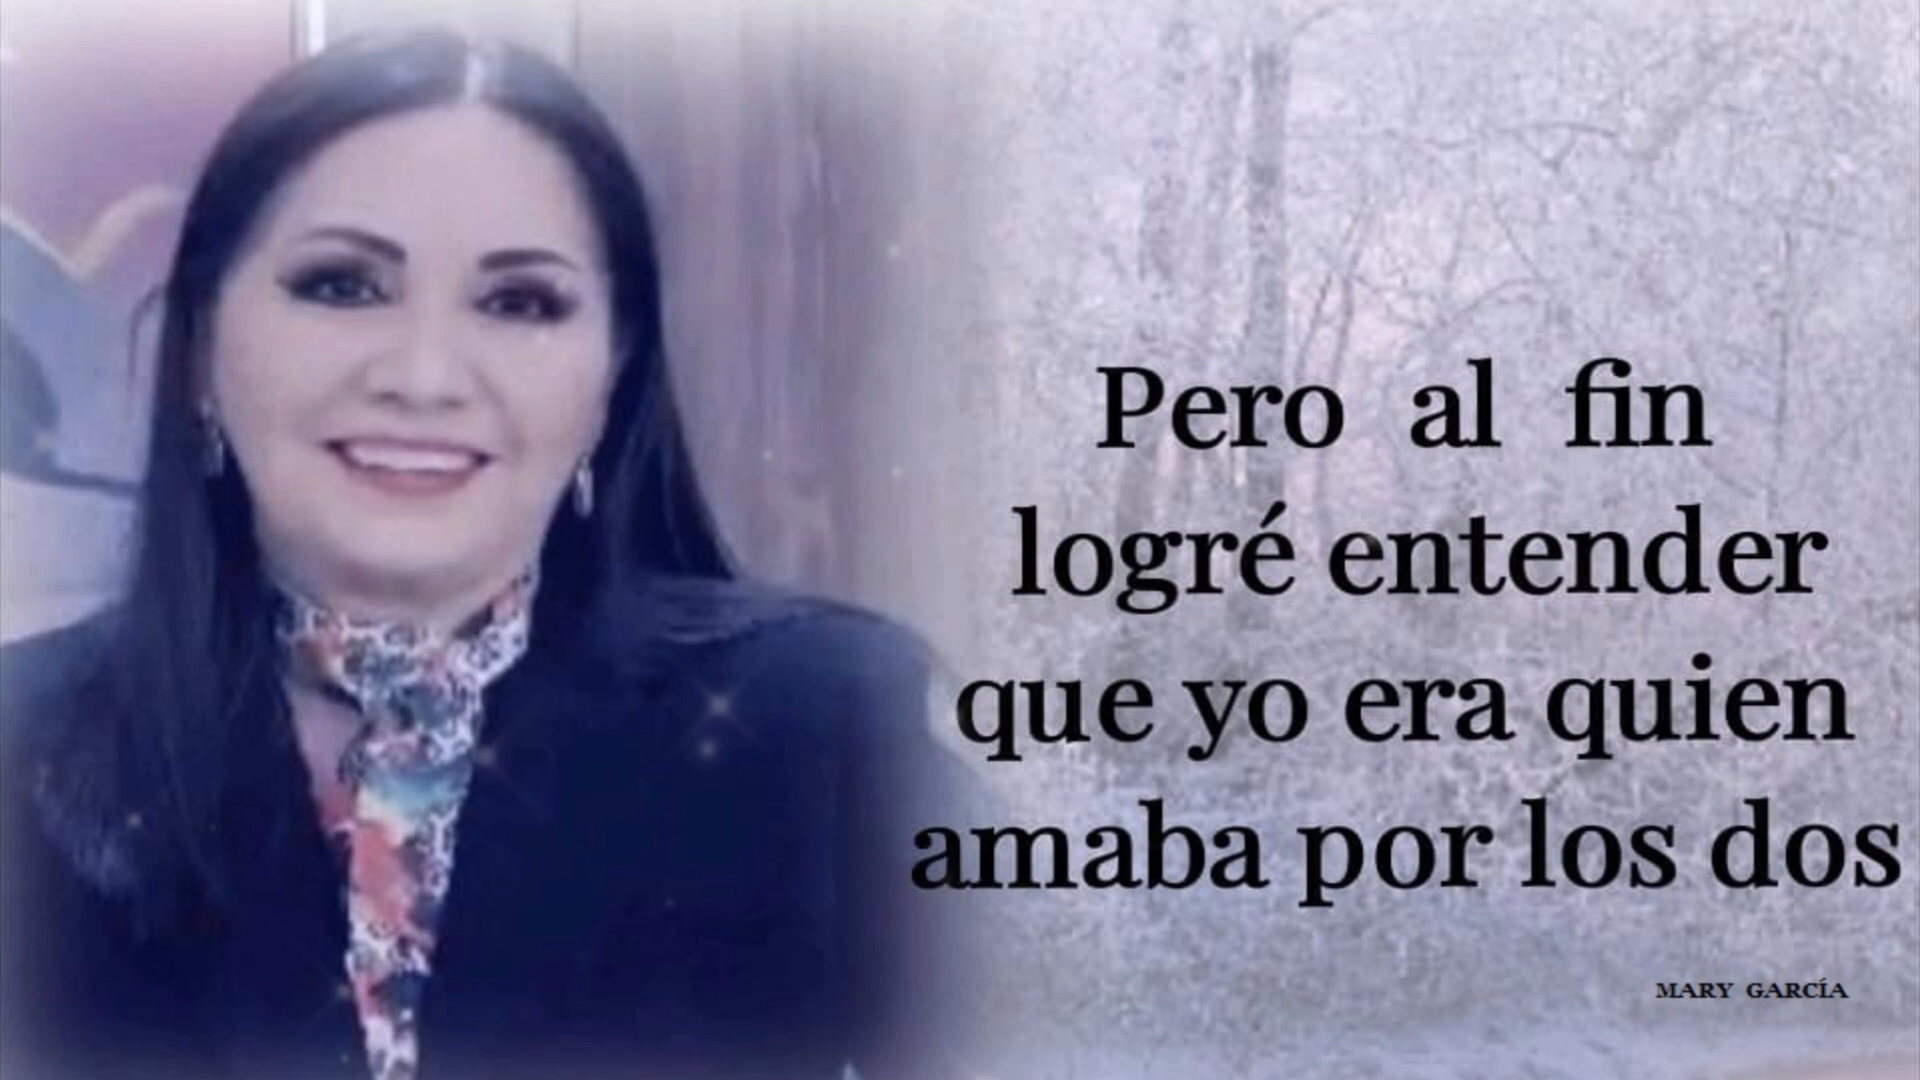 Pero al fin
logré entender
que yo era quien
amaba por los dos
MARY GARCÍA